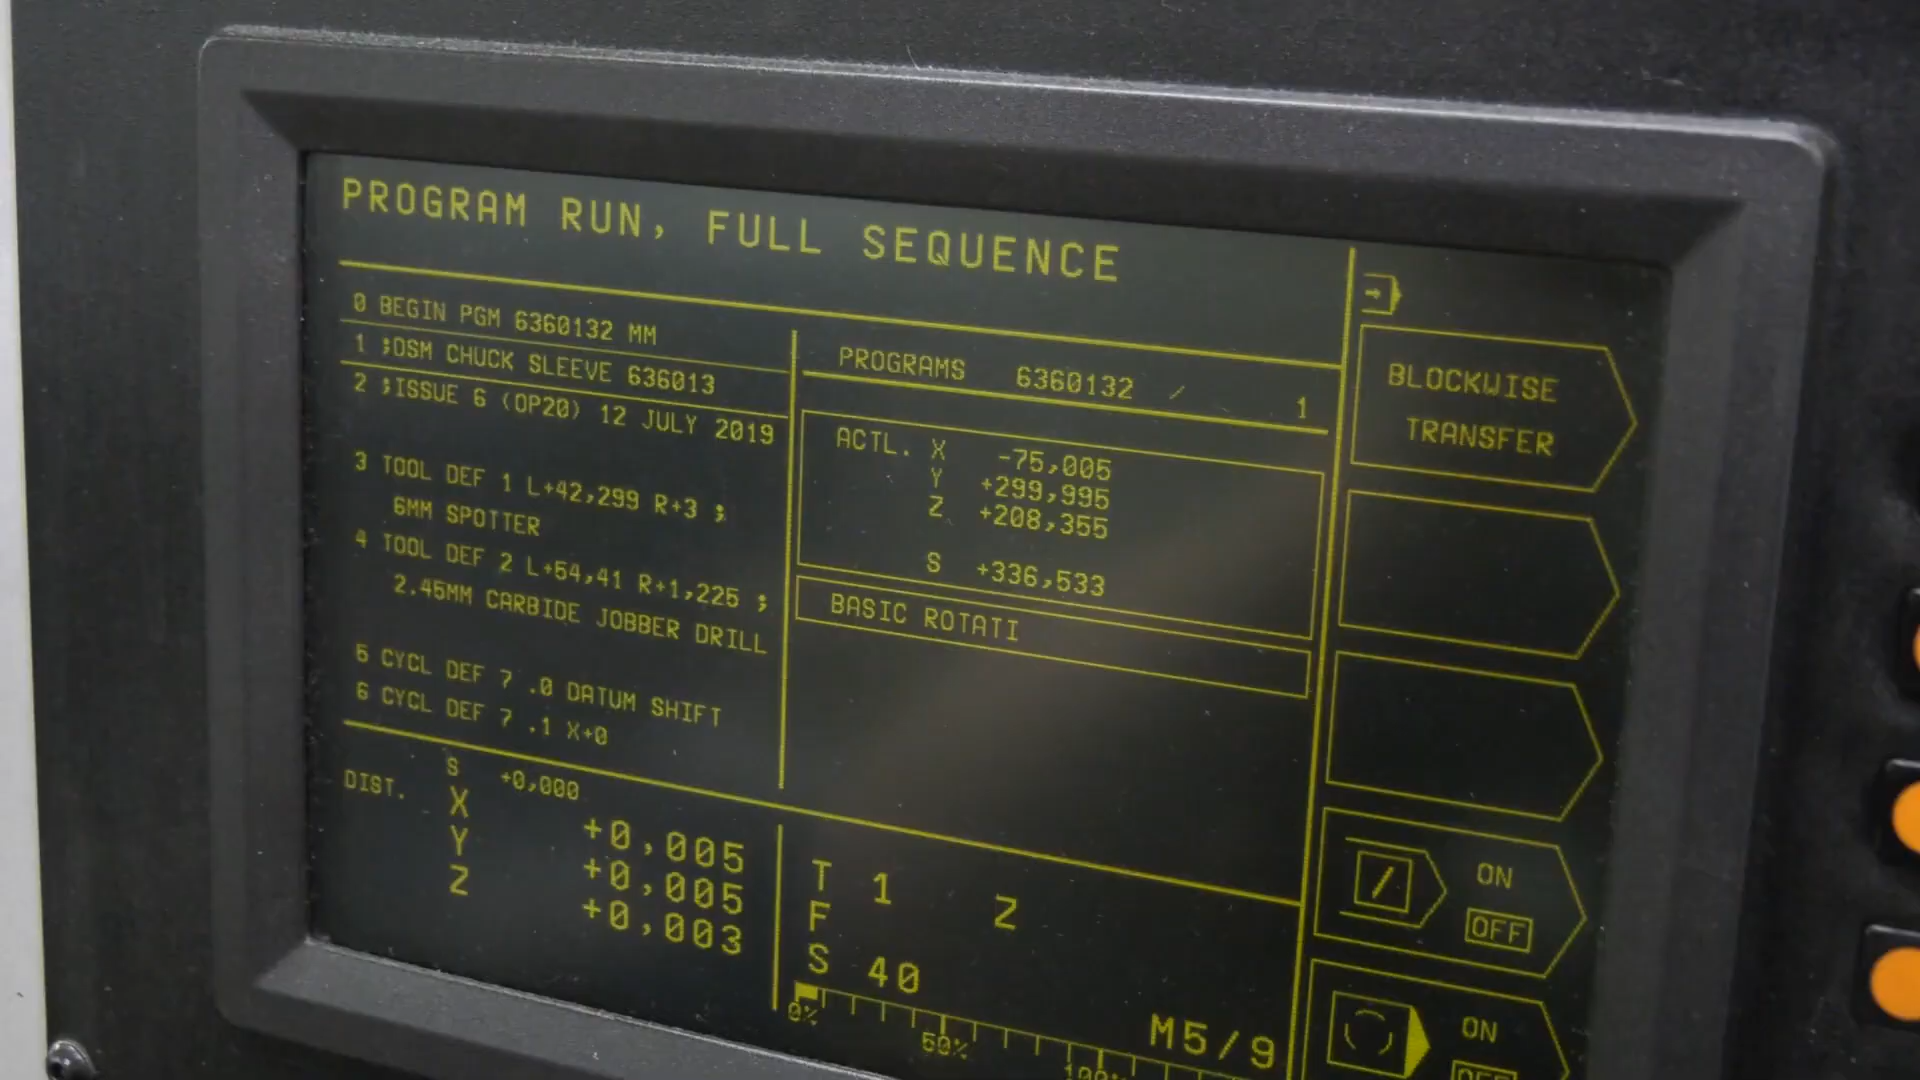 PROGRAM RUN, FULL SEQUENCE
0 BEGIN PGM 6360132 MM
1 ;DSM CHUCK SLEEVE 636013
2 ;ISSUE 6 (OP20) 12 JULY 2019
3 TOOL DEF 1 L+42,299 R+3 ;
6MM SPOTTER
4 TOOL DEF 2 L+54,41 R+1,225 ;
2.45MM CARBIDE JOBBER DRILL
5 CYCL DEF 7 .0 DATUM SHIFT
6 CYCL DEF 7 .1 X+0
PROGRAMS 6360132 / 1
ACTL. X -75,005
Y +299,995
Z +208,355
S +336,533
BASIC ROTATI
DIST. S +0,000
X +0,005
Y +0,005
Z +0,003
T 1 Z
F
S 40
0% 50% 100%
M5/9
BLOCKWISE
TRANSFER
ON
OFF
ON
OFF